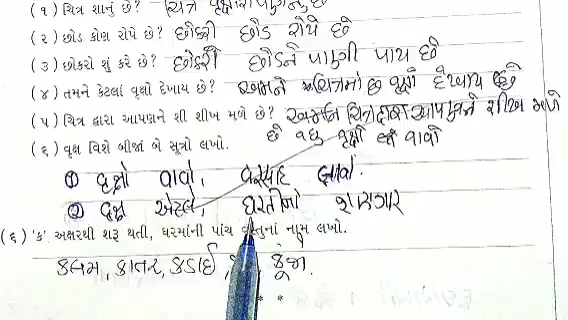 (૧) ચિત્ર શાનું છે? ચિત્ર
(૨) છોડ કોણ રોપે છે? છોકરી છોડ રોપે છે
(૩) છોકરો શું કરે છે? છોકરો છોડને પાણી પાય છે
(૪) તમને કેટલાં વૃક્ષો દેખાય છે? અમને ચિત્રમાં છ વૃક્ષો દેખાય છે
(૫) ચિત્ર દ્વારા આપણને શી શીખ મળે છે? અમને ચિત્ર દ્વારા આપણને શીખ મળે
છે વધુ વૃક્ષો વાવો
(૬) વૃક્ષ વિશે બીજાં બે સૂત્રો લખો.
① વૃક્ષો વાવો, વરસાદ લાવો.
② વૃક્ષ એટલે, ધરતીનો શણગાર
(૬) 'ક' અક્ષરથી શરૂ થતી, ઘરમાંની પાંચ વસ્તુનાં નામ લખો.
કલમ, કાતર, કડાઈ, કૂંજો.
* *